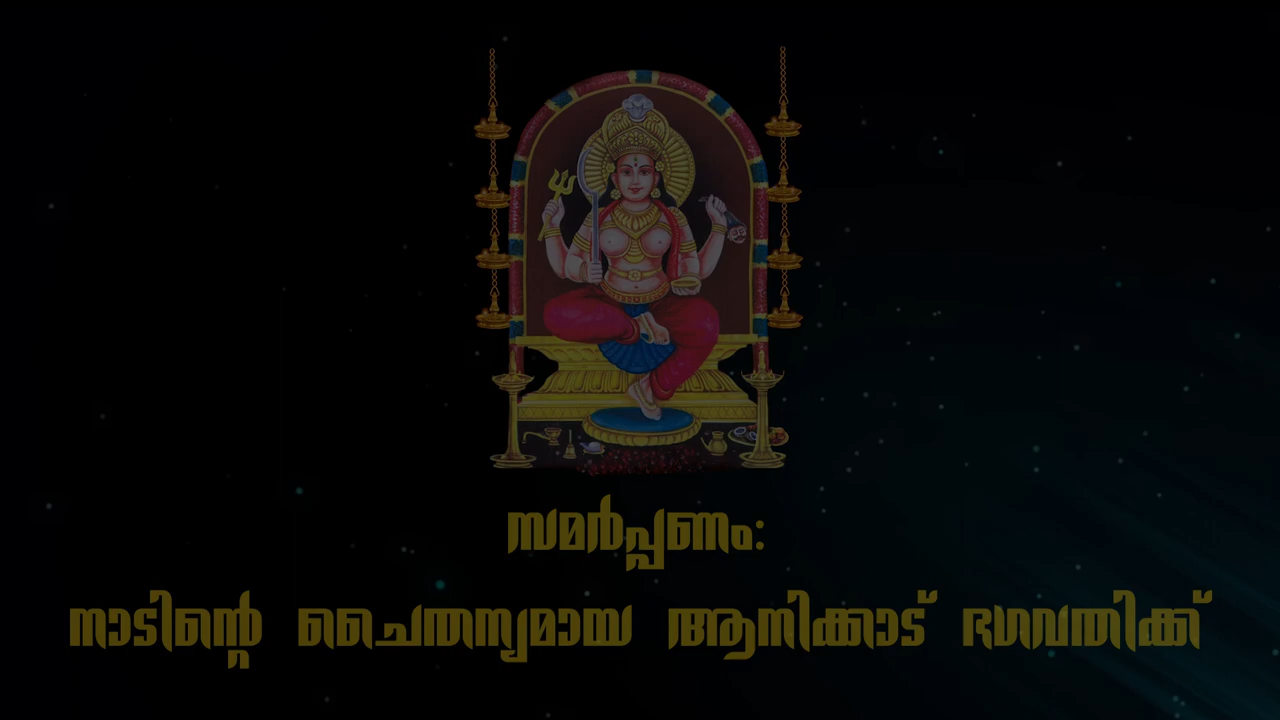 സമർപ്പണം:
നാടിന്റെ ചൈതന്യമായ ആനിക്കാട് ഭഗവതിക്ക്